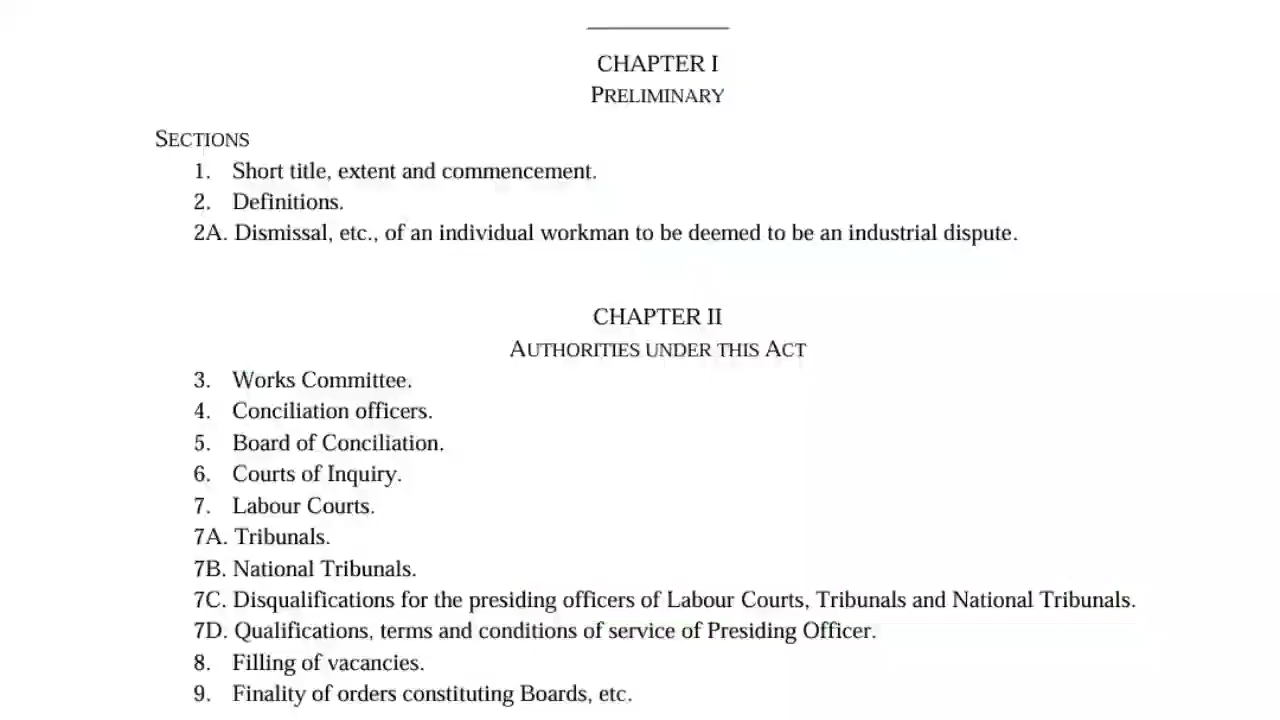 CHAPTER I
PRELIMINARY
SECTIONS
1. Short title, extent and commencement.
2. Definitions.
2A. Dismissal, etc., of an individual workman to be deemed to be an industrial dispute.
CHAPTER II
AUTHORITIES UNDER THIS ACT
3. Works Committee.
4. Conciliation officers.
5. Board of Conciliation.
6. Courts of Inquiry.
7. Labour Courts.
7A. Tribunals.
7B. National Tribunals.
7C. Disqualifications for the presiding officers of Labour Courts, Tribunals and National Tribunals.
7D. Qualifications, terms and conditions of service of Presiding Officer.
8. Filling of vacancies.
9. Finality of orders constituting Boards, etc.